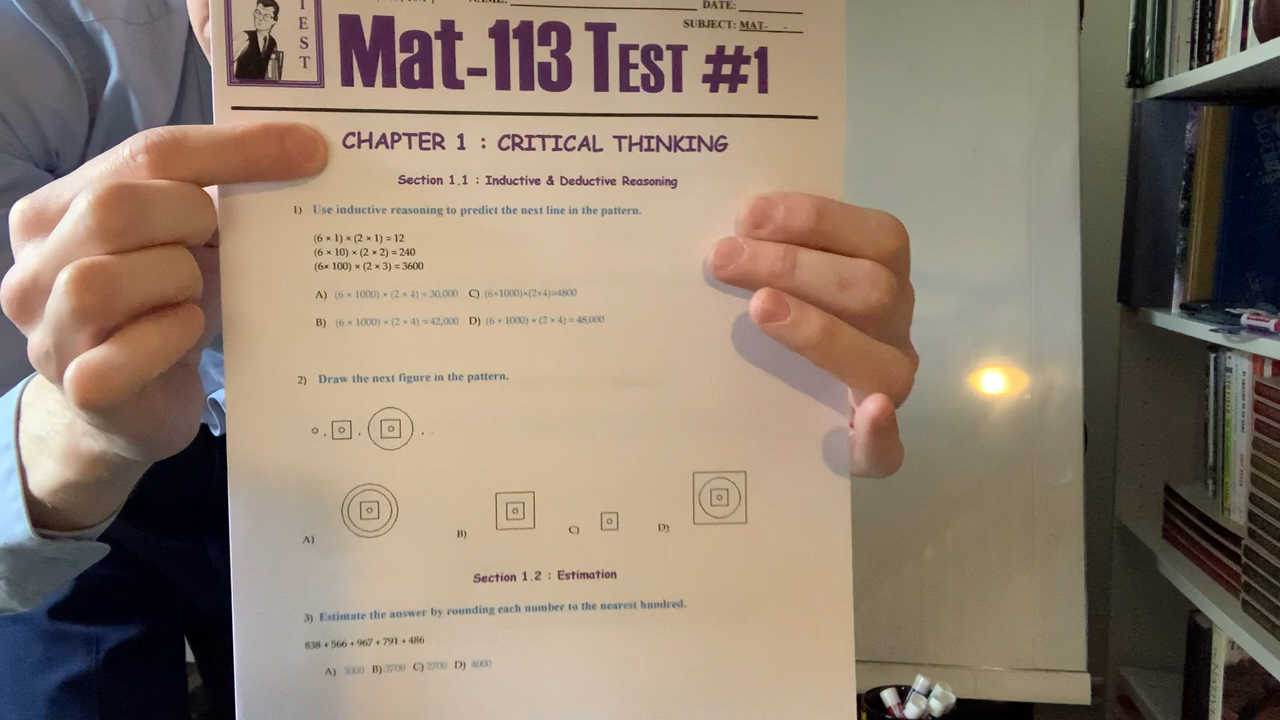 TEST
NAME: DATE:
SUBJECT: MAT-
Mat-113 TEST #1
CHAPTER 1 : CRITICAL THINKING
Section 1.1 : Inductive & Deductive Reasoning
1) Use inductive reasoning to predict the next line in the pattern.
(6 × 1) × (2 × 1) = 12
(6 × 10) × (2 × 2) = 240
(6× 100) × (2 × 3) = 3600
A) (6 × 1000) × (2 × 4) = 30,000 C) (6×1000)×(2×4)=4800
B) (6 × 1000) × (2 × 4) = 42,000 D) (6 × 1000) × (2 × 4) = 48,000
2) Draw the next figure in the pattern.
A) B) C) D)
Section 1.2 : Estimation
3) Estimate the answer by rounding each number to the nearest hundred.
838 + 566 + 967 + 791 + 486
A) 3000 B) 3700 C) 2700 D) 4000